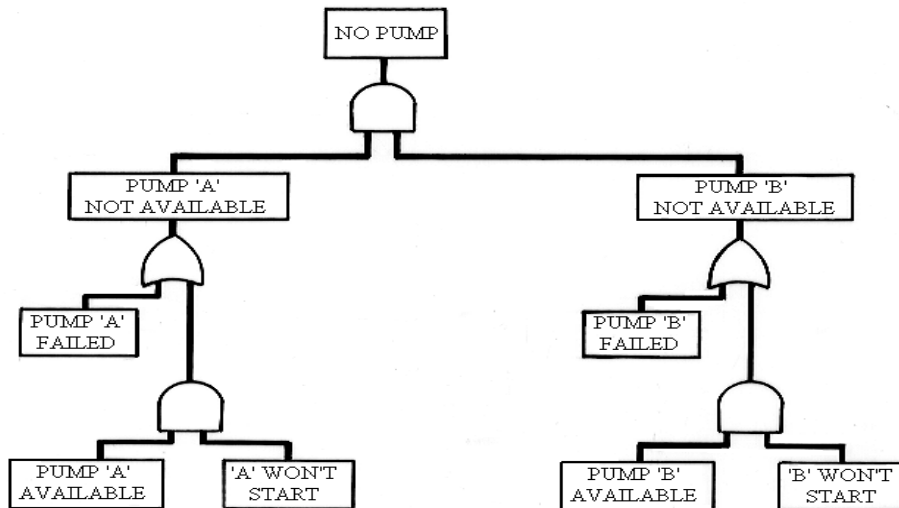 NO PUMP
PUMP 'A'
NOT AVAILABLE
PUMP 'B'
NOT AVAILABLE
PUMP 'A'
FAILED
PUMP 'B'
FAILED
PUMP 'A'
AVAILABLE
'A' WON'T
START
PUMP 'B'
AVAILABLE
'B' WON'T
START